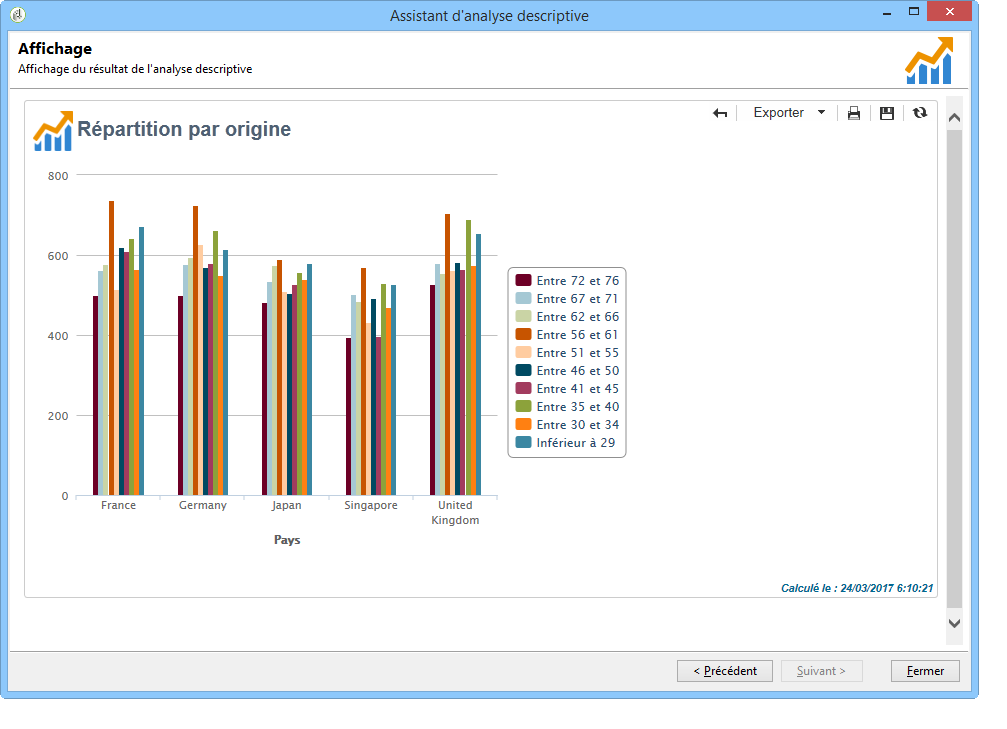 Assistant d'analyse descriptive
Affichage
Affichage du résultat de l'analyse descriptive
Exporter
Répartition par origine
800
600
400
200
0
France
Germany
Japan
Singapore
United
Kingdom
Pays
Entre 72 et 76
Entre 67 et 71
Entre 62 et 66
Entre 56 et 61
Entre 51 et 55
Entre 46 et 50
Entre 41 et 45
Entre 35 et 40
Entre 30 et 34
Inférieur à 29
Calculé le : 24/03/2017 6:10:21
< Précédent
Suivant >
Fermer